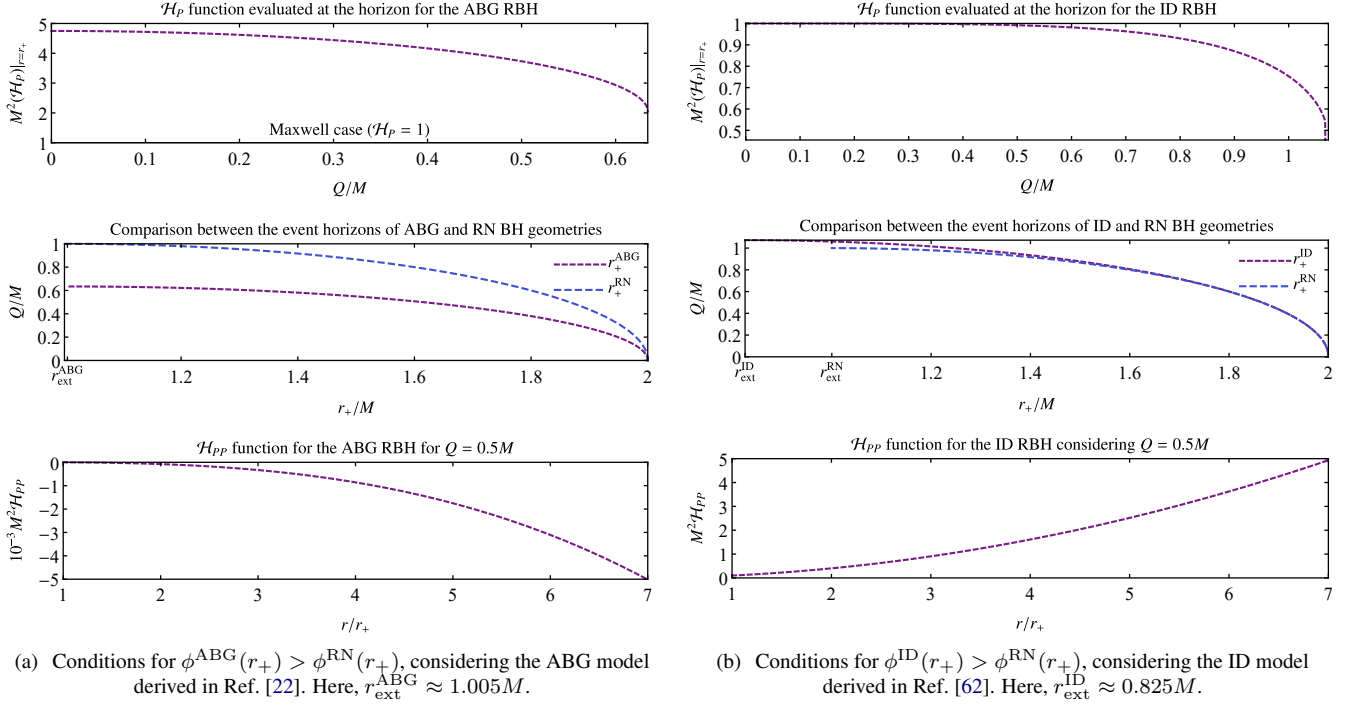 𝓗_P function evaluated at the horizon for the ABG RBH
M²(𝓗_P)|_{r=r₊}
5
4
3
2
1
Maxwell case (𝓗_P = 1)
0 0.1 0.2 0.3 0.4 0.5 0.6
Q/M
Comparison between the event horizons of ABG and RN BH geometries
Q/M
1
0.8
0.6
0.4
0.2
0
r₊^ABG
r₊^RN
r_ext^ABG 1.2 1.4 1.6 1.8 2
r₊/M
𝓗_PP function for the ABG RBH for Q = 0.5M
10⁻³M²𝓗_PP
0
−1
−2
−3
−4
−5
1 2 3 4 5 6 7
r/r₊
(a) Conditions for ϕ^ABG(r₊) > ϕ^RN(r₊), considering the ABG model
derived in Ref. [22]. Here, r_ext^ABG ≈ 1.005M.
𝓗_P function evaluated at the horizon for the ID RBH
M²(𝓗_P)|_{r=r₊}
1
0.9
0.8
0.7
0.6
0.5
0 0.1 0.2 0.3 0.4 0.5 0.6 0.7 0.8 0.9 1
Q/M
Comparison between the event horizons of ID and RN BH geometries
Q/M
1
0.8
0.6
0.4
0.2
0
r₊^ID
r₊^RN
r_ext^ID r_ext^RN 1.2 1.4 1.6 1.8 2
r₊/M
𝓗_PP function for the ID RBH considering Q = 0.5M
M²𝓗_PP
5
4
3
2
1
0
1 2 3 4 5 6 7
r/r₊
(b) Conditions for ϕ^ID(r₊) > ϕ^RN(r₊), considering the ID model
derived in Ref. [62]. Here, r_ext^ID ≈ 0.825M.